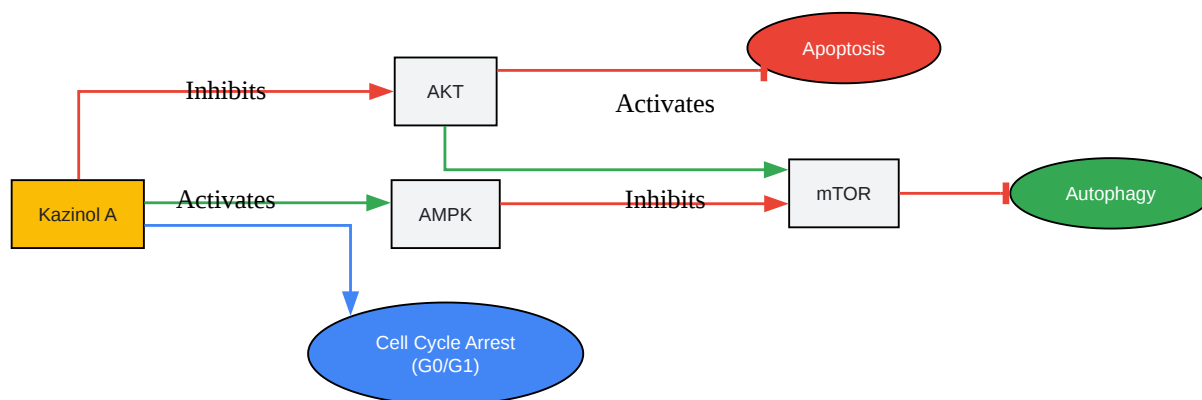 Apoptosis
Inhibits
AKT
Activates
Kazinol A
Activates
AMPK
Inhibits
mTOR
Autophagy
Cell Cycle Arrest
(G0/G1)